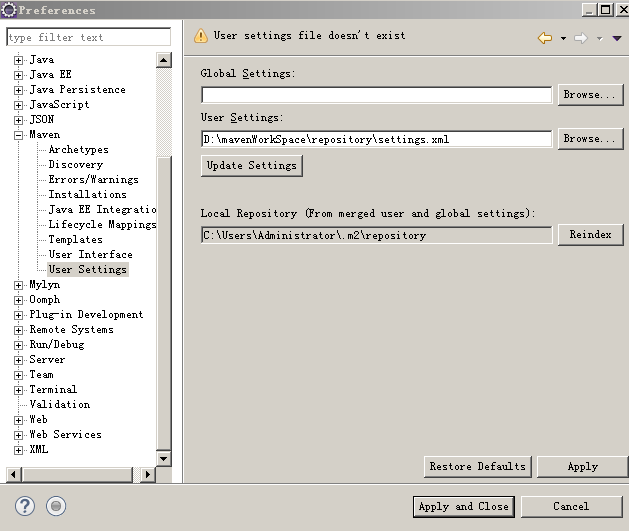 Preferences
type filter text
User settings file doesn't exist
Java
Java EE
Java Persistence
JavaScript
JSON
Maven
Archetypes
Discovery
Errors/Warnings
Installations
Java EE Integratio
Lifecycle Mappings
Templates
User Interface
User Settings
Mylyn
Oomph
Plug-in Development
Remote Systems
Run/Debug
Server
Team
Terminal
Validation
Web
Web Services
XML
Global Settings:
Browse...
User Settings:
D:\mavenWorkSpace\repository\settings.xml
Browse...
Update Settings
Local Repository (From merged user and global settings):
C:\Users\Administrator\.m2\repository
Reindex
Restore Defaults
Apply
?
Apply and Close
Cancel